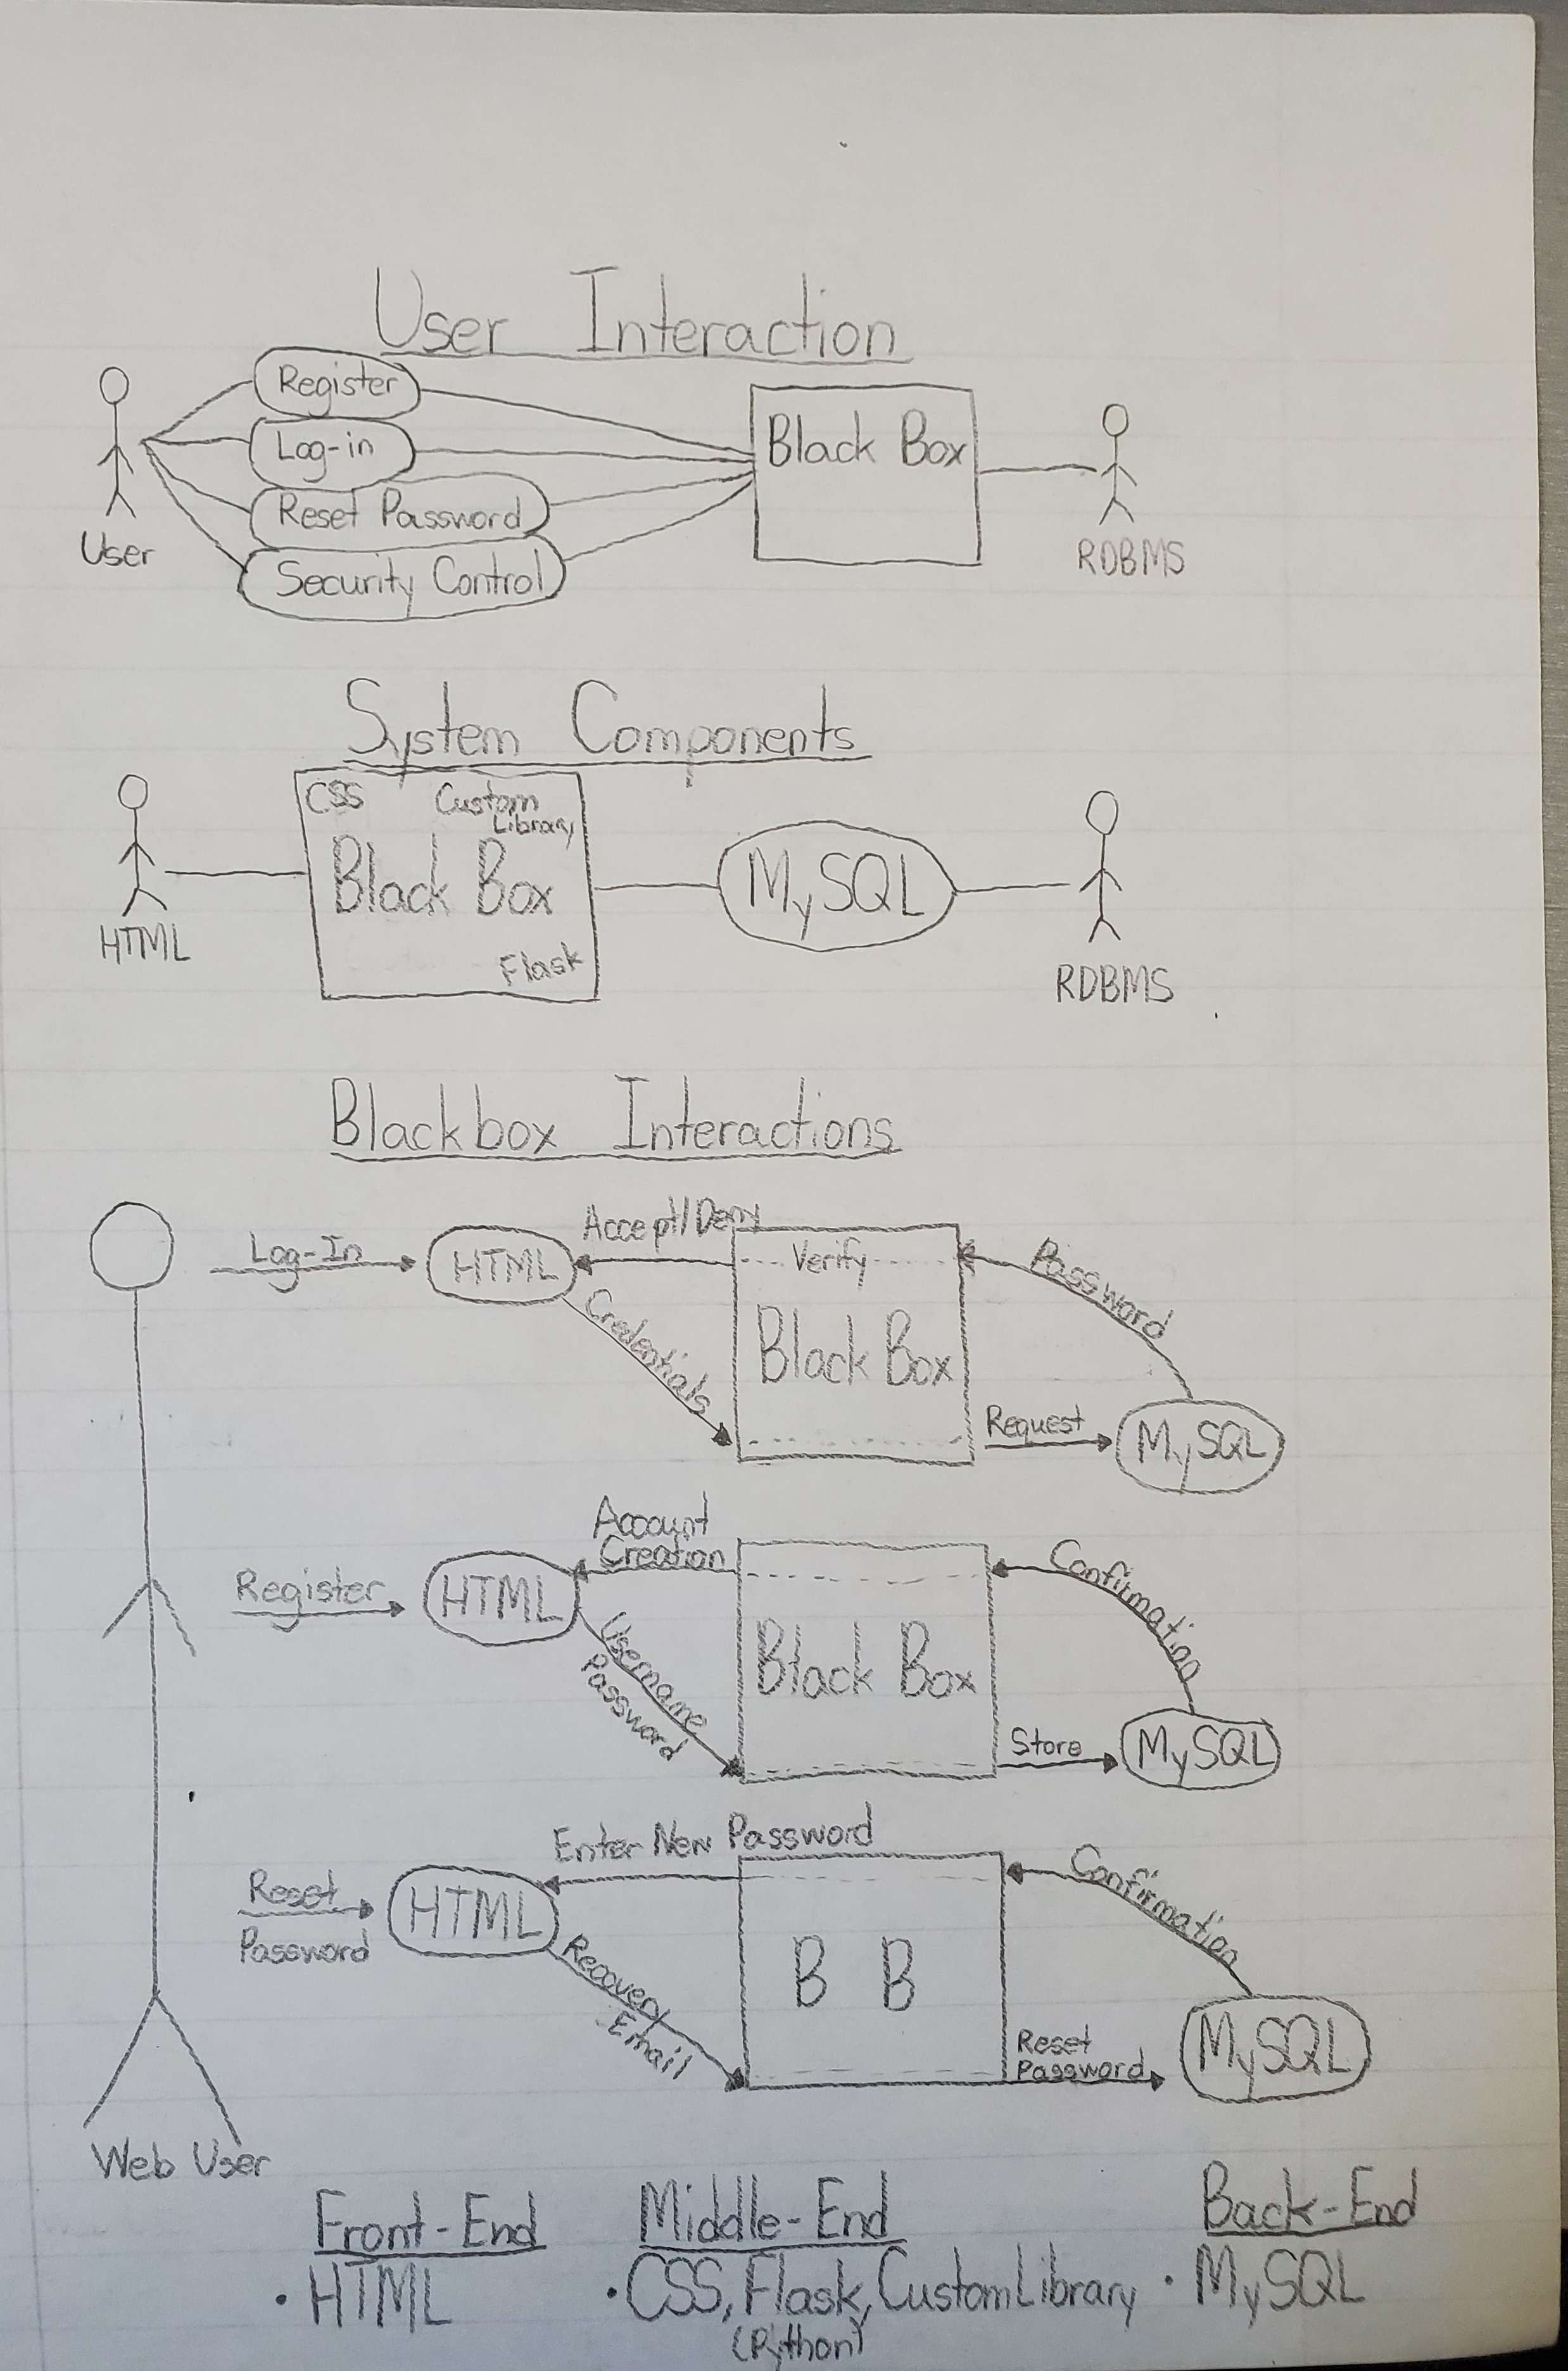 User Interaction
Register
Log-in
Reset Password
Security Control
Black Box
User
RDBMS
System Components
CSS
Custom
Library
Black Box
Flask
MySQL
HTML
RDBMS
Blackbox Interactions
Log-In
HTML
Accept/Deny
Verify
Password
Credentials
Black Box
Request
MySQL
Account
Creation
Register
HTML
Confirmation
Username
Password
Black Box
Store
MySQL
Enter New Password
Reset
Password
HTML
Confirmation
Recovery
Email
B B
Reset
Password
MySQL
Web User
Front-End
• HTML
Middle-End
• CSS, Flask, Custom Library
(Python)
Back-End
• MySQL